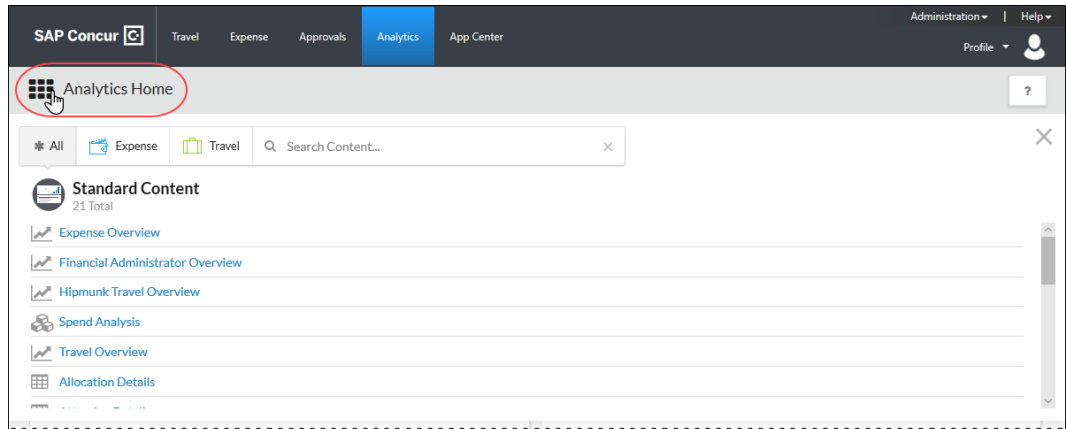 Administration | Help
SAP Concur C Travel Expense Approvals Analytics App Center
Profile
Analytics Home ?
All Expense Travel Search Content...
Standard Content
21 Total
Expense Overview
Financial Administrator Overview
Hipmunk Travel Overview
Spend Analysis
Travel Overview
Allocation Details